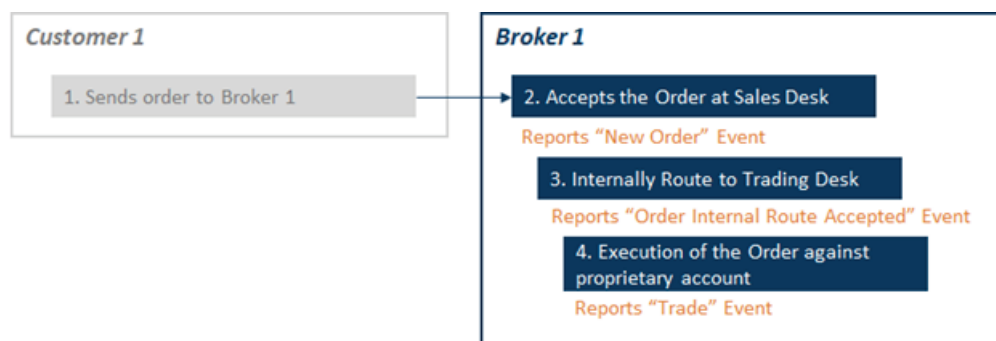 Customer 1
1. Sends order to Broker 1
Broker 1
2. Accepts the Order at Sales Desk
Reports “New Order” Event
3. Internally Route to Trading Desk
Reports “Order Internal Route Accepted” Event
4. Execution of the Order against
proprietary account
Reports “Trade” Event